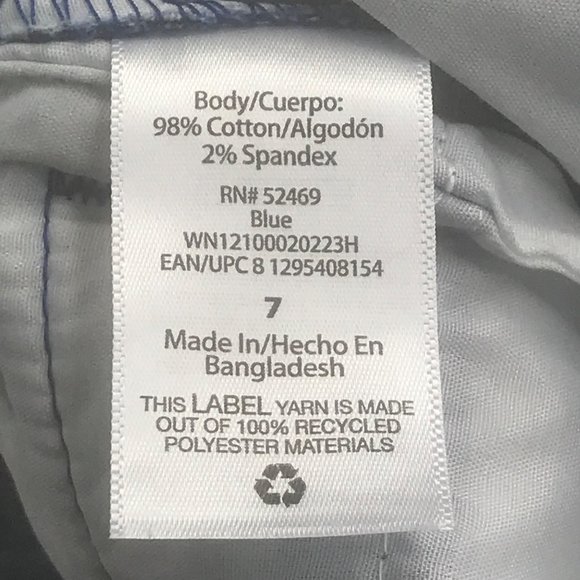 Body/Cuerpo:
98% Cotton/Algodón
2% Spandex
RN# 52469
Blue
WN12100020223H
EAN/UPC 8 1295408154
7
Made In/Hecho En
Bangladesh
THIS LABEL YARN IS MADE
OUT OF 100% RECYCLED
POLYESTER MATERIALS